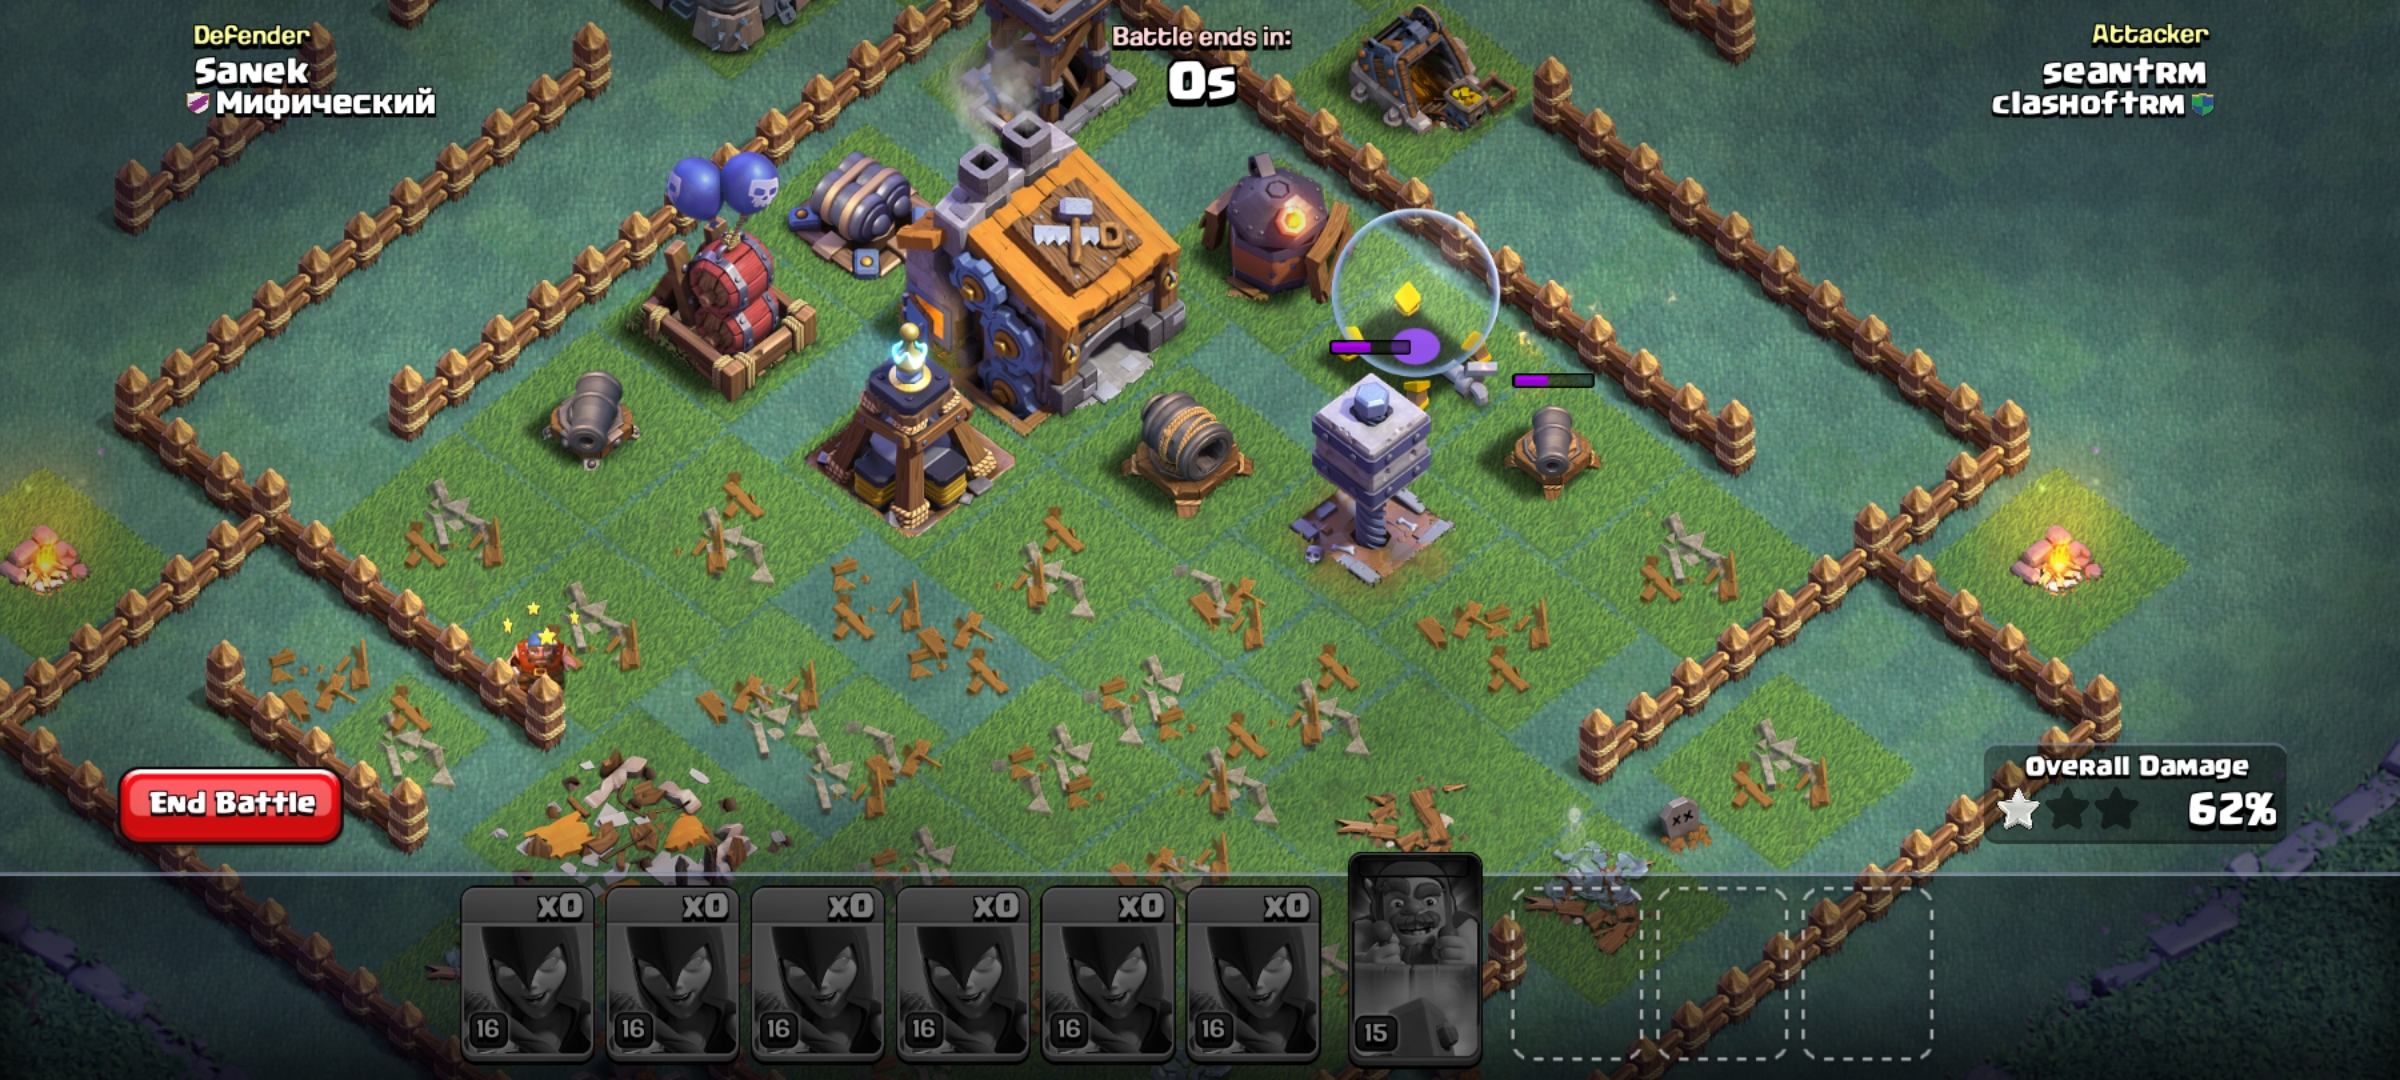 Defender
Sanek
Мифический
Battle ends in:
0s
Attacker
seantRM
clashoftRM
End Battle
Overall Damage
62%
x0 x0 x0 x0 x0 x0
16 16 16 16 16 16 15